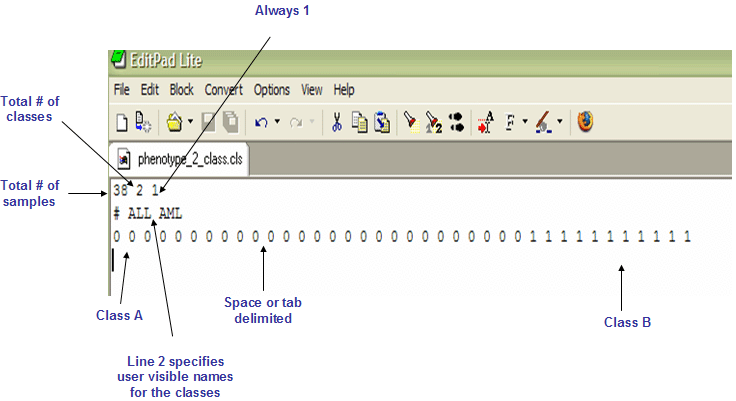 Always 1
EditPad Lite
File Edit Block Convert Options View Help
Total # of
classes
phenotype_2_class.cls
Total # of
samples
38 2 1
# ALL AML
0 0 0 0 0 0 0 0 0 0 0 0 0 0 0 0 0 0 0 0 0 0 0 0 0 0 0 1 1 1 1 1 1 1 1 1 1 1
Class A
Space or tab
delimited
Class B
Line 2 specifies
user visible names
for the classes